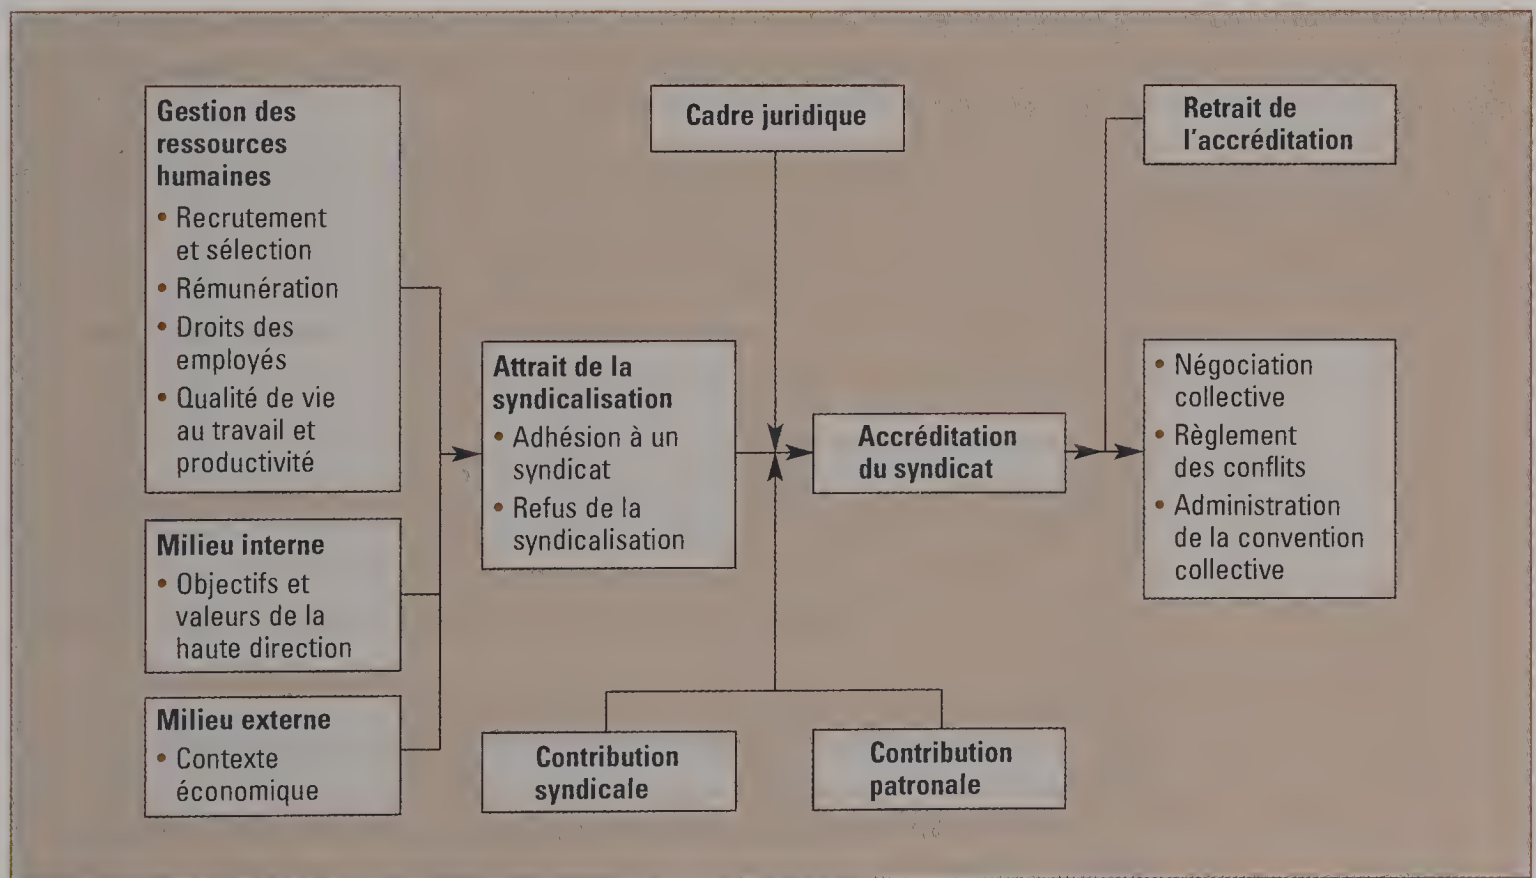 Gestion des
ressources
humaines
• Recrutement
et sélection
• Rémunération
• Droits des
employés
• Qualité de vie
au travail et
productivité
Milieu interne
• Objectifs et
valeurs de la
haute direction
Milieu externe
• Contexte
économique
Attrait de la
syndicalisation
• Adhésion à un
syndicat
• Refus de la
syndicalisation
Cadre juridique
Contribution
syndicale
Contribution
patronale
Accréditation
du syndicat
Retrait de
l'accréditation
• Négociation
collective
• Règlement
des conflits
• Administration
de la convention
collective